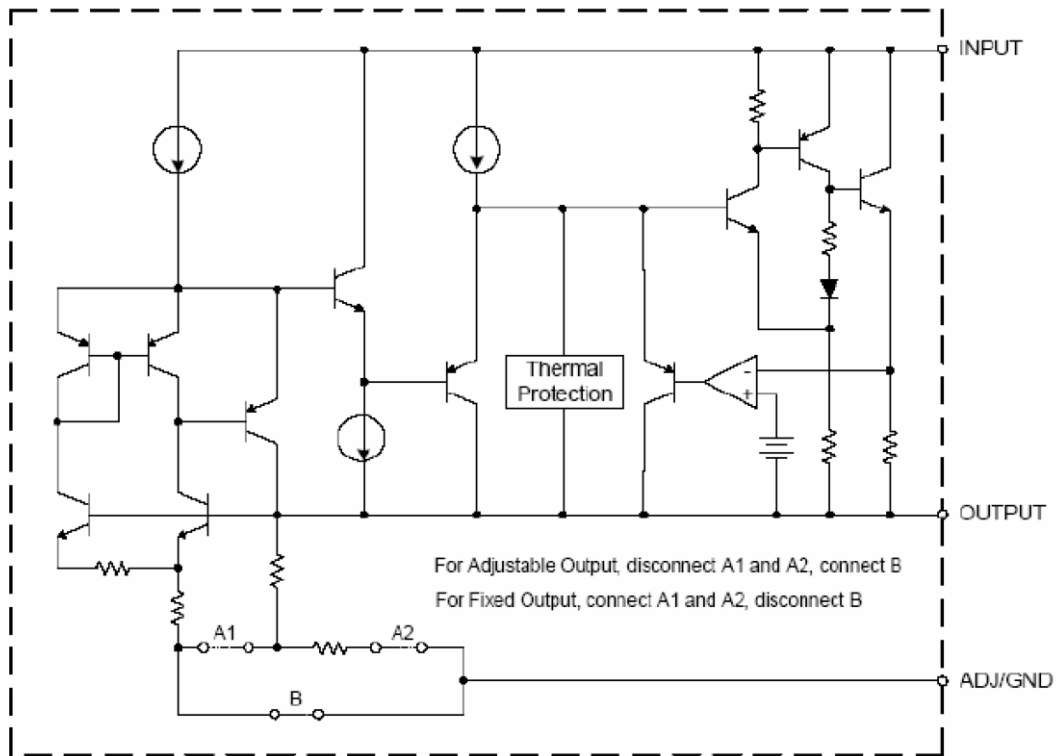 INPUT
Thermal
Protection
-
+
OUTPUT
For Adjustable Output, disconnect A1 and A2, connect B
For Fixed Output, connect A1 and A2, disconnect B
A1
A2
ADJ/GND
B